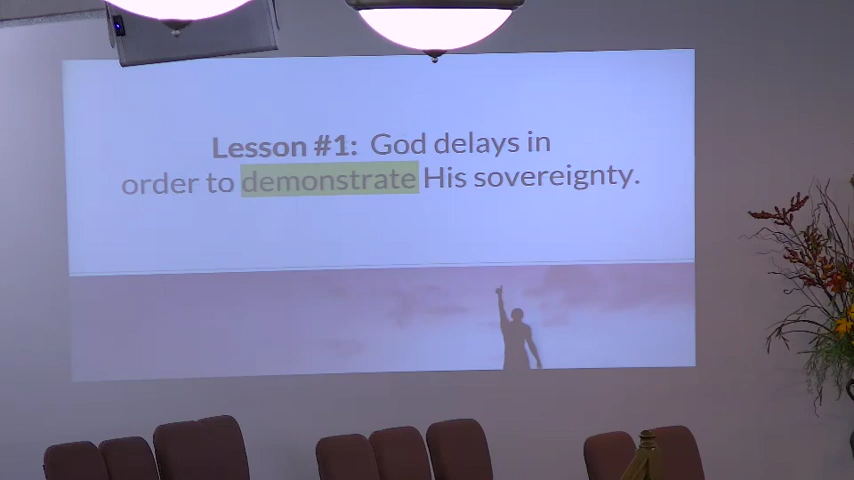 Lesson #1: God delays in
order to demonstrate His sovereignty.